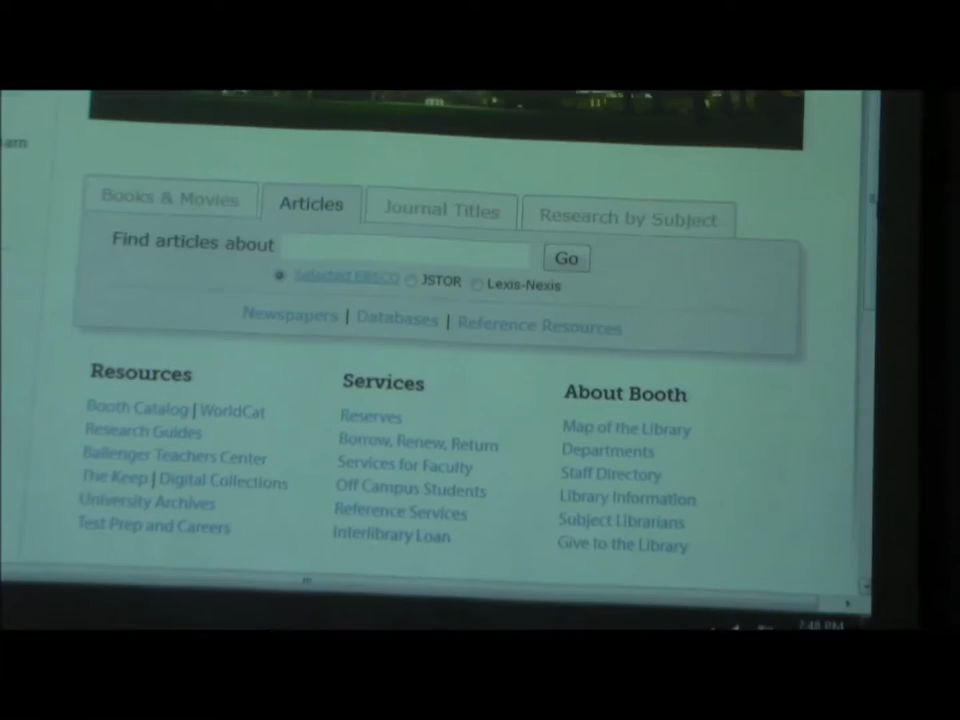 am
Books & Movies
Articles
Journal Titles
Research by Subject
Find articles about
Go
Selected EBSCO JSTOR Lexis-Nexis
Newspapers | Databases | Reference Resources
Resources
Booth Catalog | WorldCat
Research Guides
Ballenger Teachers Center
The Keep | Digital Collections
University Archives
Test Prep and Careers
Services
Reserves
Borrow, Renew, Return
Services for Faculty
Off Campus Students
Reference Services
Interlibrary Loan
About Booth
Map of the Library
Departments
Staff Directory
Library Information
Subject Librarians
Give to the Library